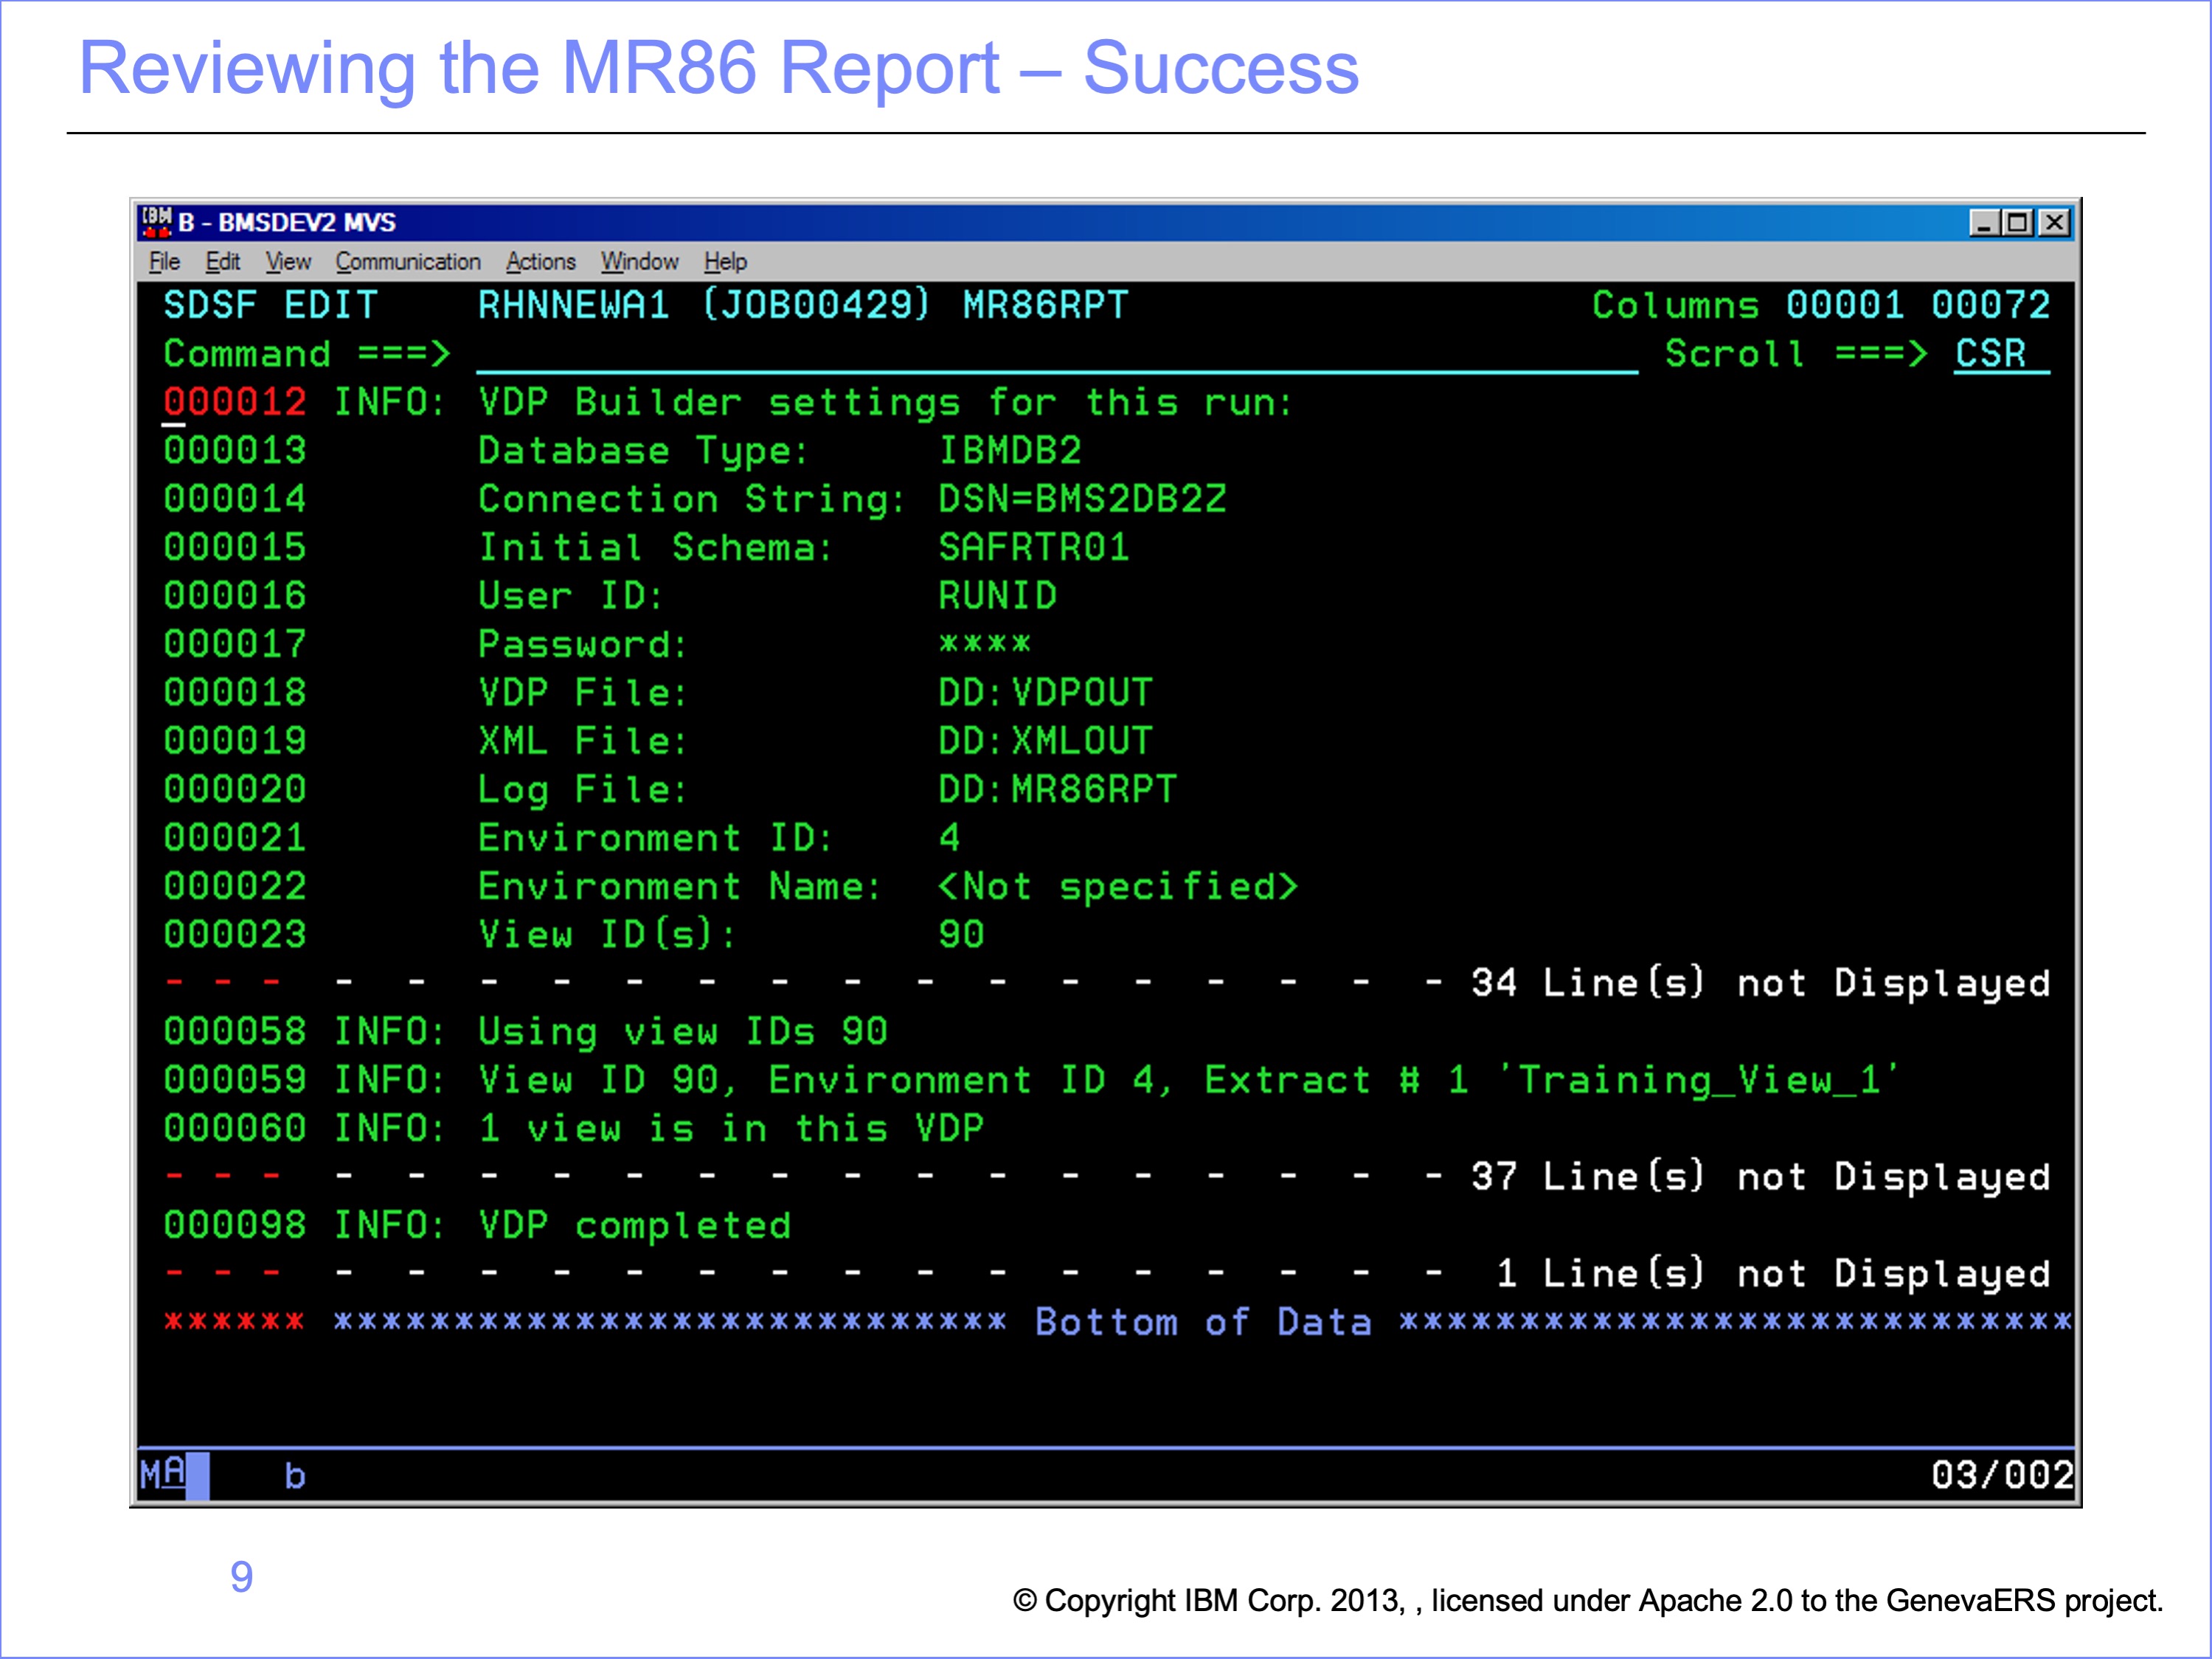 Reviewing the MR86 Report – Success
IBM B - BMSDEV2 MVS
File Edit View Communication Actions Window Help
SDSF EDIT RHNNEWA1 (JOB00429) MR86RPT Columns 00001 00072
Command ===> Scroll ===> CSR
000012 INFO: VDP Builder settings for this run:
000013 Database Type: IBMDB2
000014 Connection String: DSN=BMS2DB2Z
000015 Initial Schema: SAFRTR01
000016 User ID: RUNID
000017 Password: ****
000018 VDP File: DD:VDPOUT
000019 XML File: DD:XMLOUT
000020 Log File: DD:MR86RPT
000021 Environment ID: 4
000022 Environment Name: <Not specified>
000023 View ID(s): 90
- - - - - - - - - - - - - - - - - - - 34 Line(s) not Displayed
000058 INFO: Using view IDs 90
000059 INFO: View ID 90, Environment ID 4, Extract # 1 'Training_View_1'
000060 INFO: 1 view is in this VDP
- - - - - - - - - - - - - - - - - - - 37 Line(s) not Displayed
000098 INFO: VDP completed
- - - - - - - - - - - - - - - - - - - 1 Line(s) not Displayed
****** **************************** Bottom of Data ****************************
MA b 03/002
9
© Copyright IBM Corp. 2013, , licensed under Apache 2.0 to the GenevaERS project.